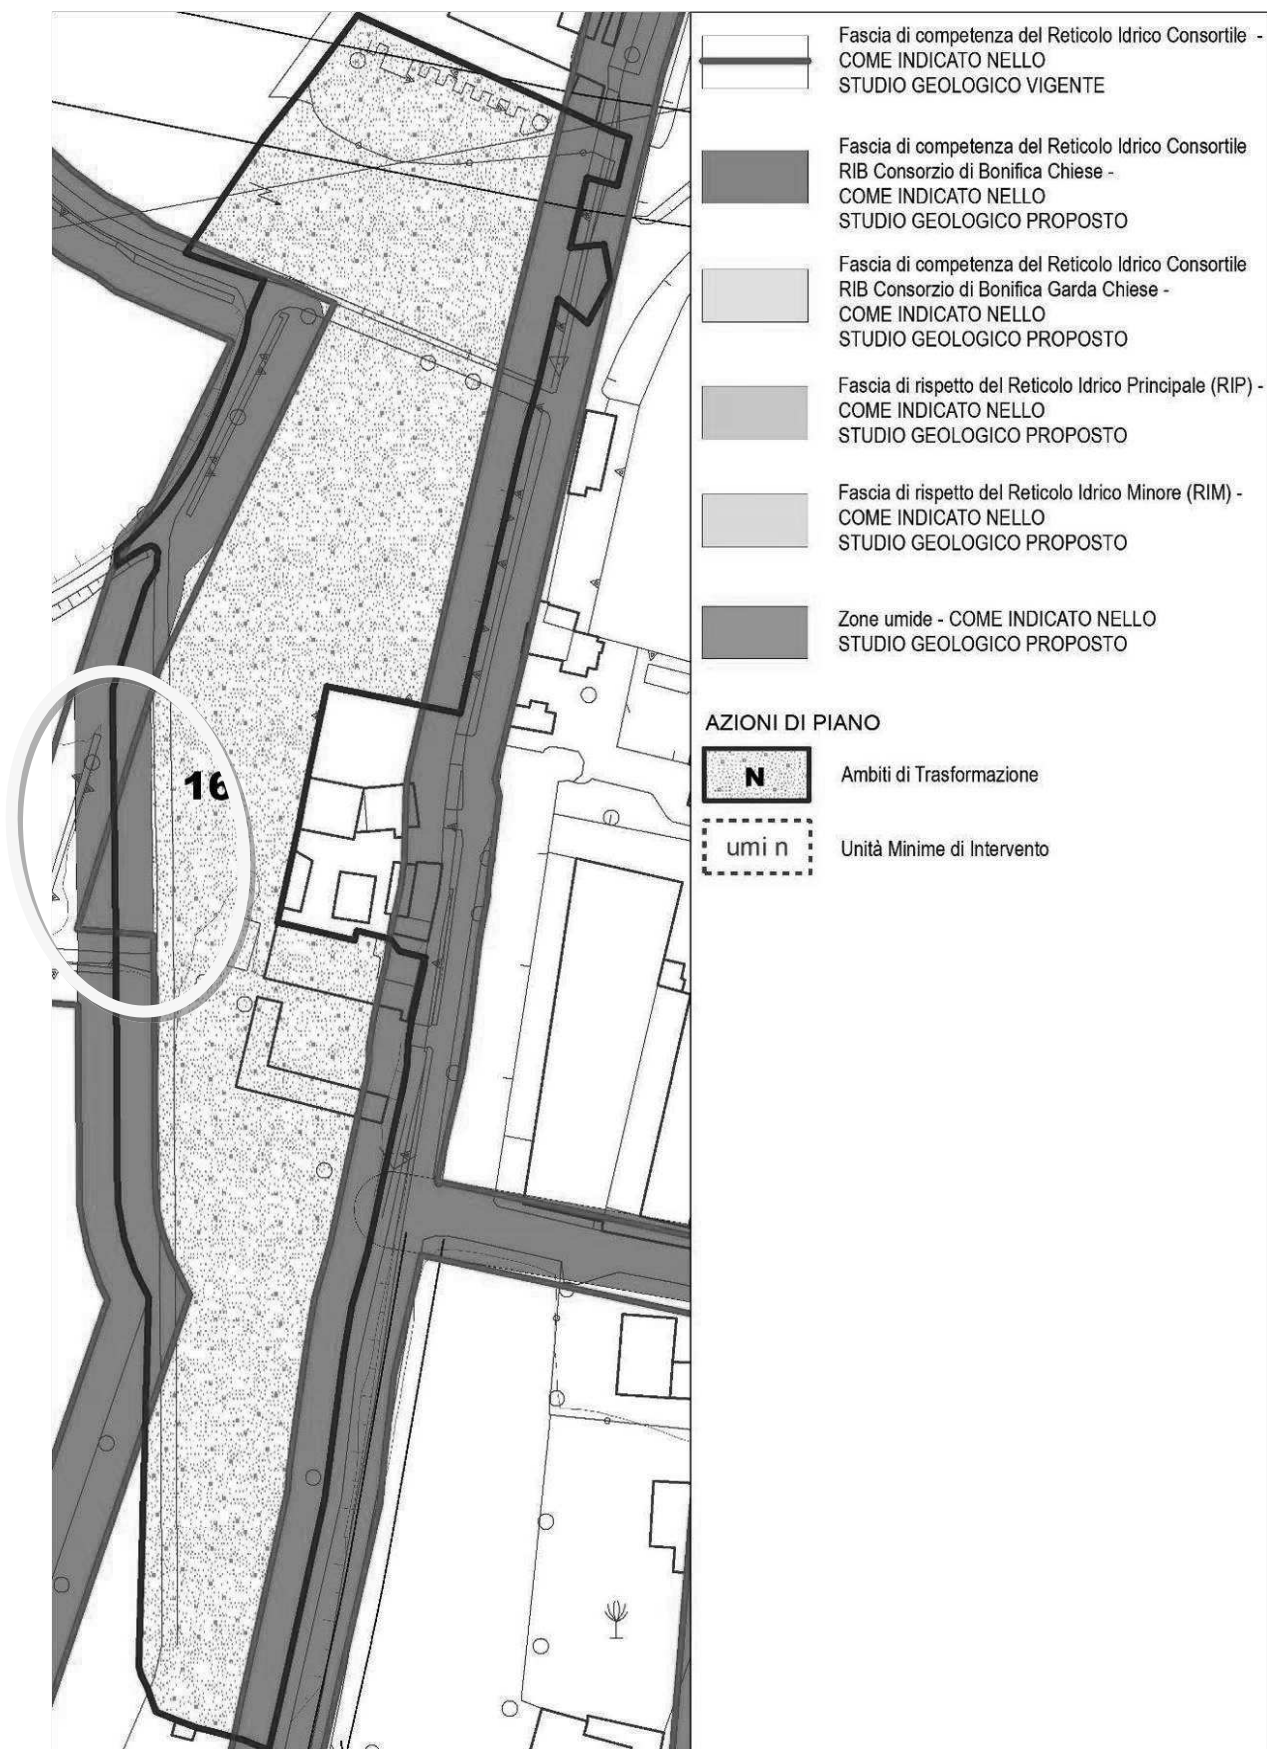 Fascia di competenza del Reticolo Idrico Consortile -
COME INDICATO NELLO
STUDIO GEOLOGICO VIGENTE
Fascia di competenza del Reticolo Idrico Consortile
RIB Consorzio di Bonifica Chiese -
COME INDICATO NELLO
STUDIO GEOLOGICO PROPOSTO
Fascia di competenza del Reticolo Idrico Consortile
RIB Consorzio di Bonifica Garda Chiese -
COME INDICATO NELLO
STUDIO GEOLOGICO PROPOSTO
Fascia di rispetto del Reticolo Idrico Principale (RIP) -
COME INDICATO NELLO
STUDIO GEOLOGICO PROPOSTO
Fascia di rispetto del Reticolo Idrico Minore (RIM) -
COME INDICATO NELLO
STUDIO GEOLOGICO PROPOSTO
Zone umide - COME INDICATO NELLO
STUDIO GEOLOGICO PROPOSTO
AZIONI DI PIANO
N
Ambiti di Trasformazione
umi n
Unità Minime di Intervento
16